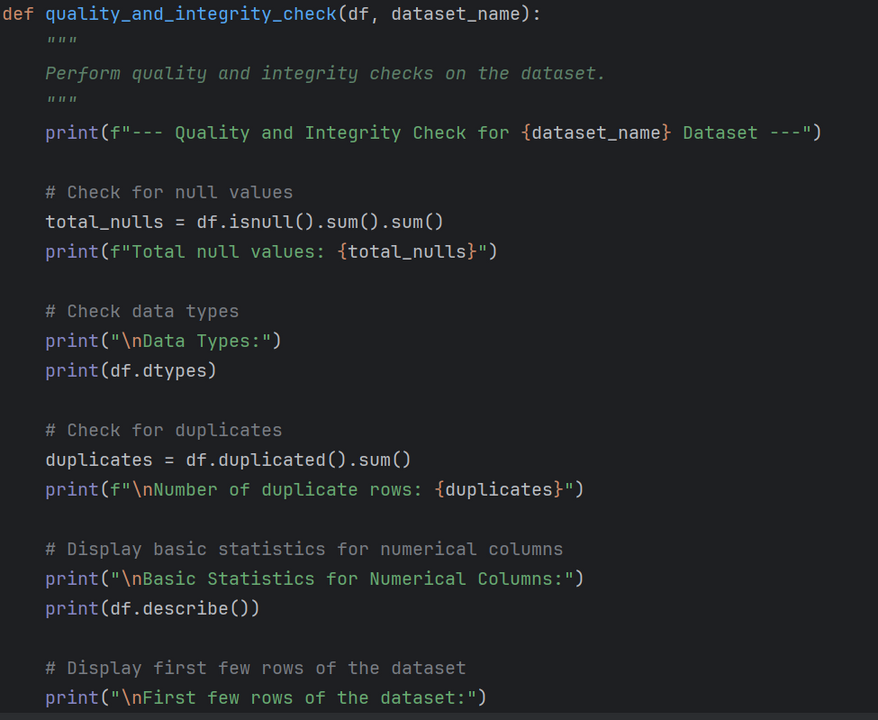 def quality_and_integrity_check(df, dataset_name):
    """
    Perform quality and integrity checks on the dataset.
    """
    print(f"--- Quality and Integrity Check for {dataset_name} Dataset ---")

    # Check for null values
    total_nulls = df.isnull().sum().sum()
    print(f"Total null values: {total_nulls}")

    # Check data types
    print("\nData Types:")
    print(df.dtypes)

    # Check for duplicates
    duplicates = df.duplicated().sum()
    print(f"\nNumber of duplicate rows: {duplicates}")

    # Display basic statistics for numerical columns
    print("\nBasic Statistics for Numerical Columns:")
    print(df.describe())

    # Display first few rows of the dataset
    print("\nFirst few rows of the dataset:")